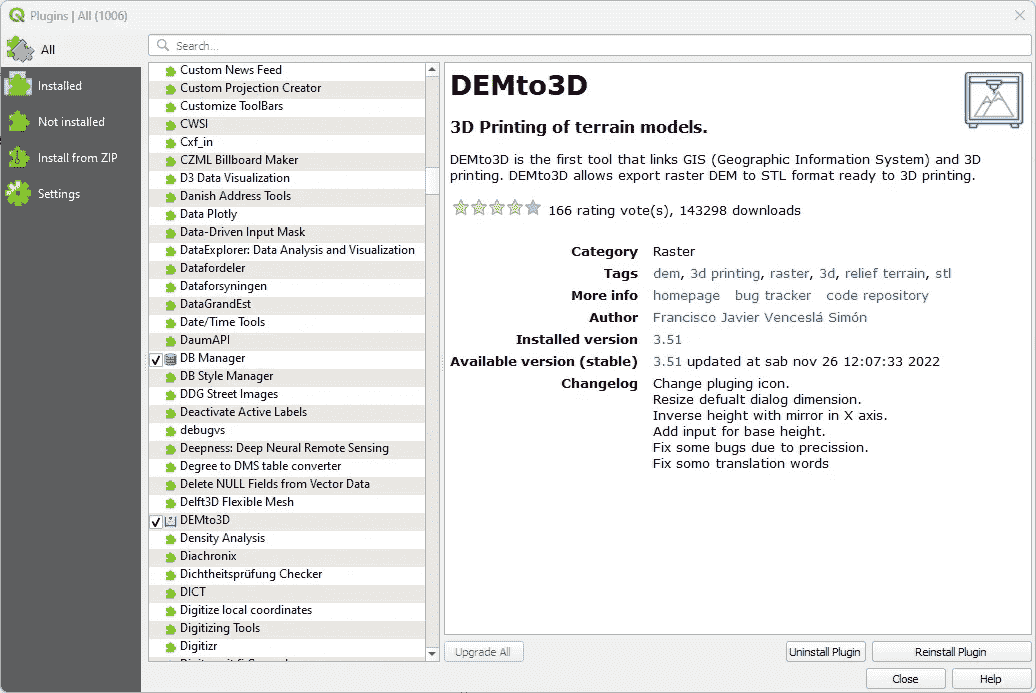 Plugins | All (1006)
All
Installed
Not installed
Install from ZIP
Settings
Search...
Custom News Feed
Custom Projection Creator
Customize ToolBars
CWSI
Cxf_in
CZML Billboard Maker
D3 Data Visualization
Danish Address Tools
Data Plotly
Data-Driven Input Mask
DataExplorer: Data Analysis and Visualization
Datafordeler
Dataforsyningen
DataGrandEst
Date/Time Tools
DaumAPI
DB Manager
DB Style Manager
DDG Street Images
Deactivate Active Labels
debugvs
Deepness: Deep Neural Remote Sensing
Degree to DMS table converter
Delete NULL Fields from Vector Data
Delft3D Flexible Mesh
DEMto3D
Density Analysis
Diachronix
Dichtheitsprüfung Checker
DICT
Digitize local coordinates
Digitizing Tools
Digitizr
DEMto3D
3D Printing of terrain models.
DEMto3D is the first tool that links GIS (Geographic Information System) and 3D
printing. DEMto3D allows export raster DEM to STL format ready to 3D printing.
166 rating vote(s), 143298 downloads
Category Raster
Tags dem, 3d printing, raster, 3d, relief terrain, stl
More info homepage bug tracker code repository
Author Francisco Javier Venceslá Simón
Installed version 3.51
Available version (stable) 3.51 updated at sab nov 26 12:07:33 2022
Changelog Change pluging icon.
Resize defualt dialog dimension.
Inverse height with mirror in X axis.
Add input for base height.
Fix some bugs due to precission.
Fix somo translation words
Upgrade All
Uninstall Plugin
Reinstall Plugin
Close
Help